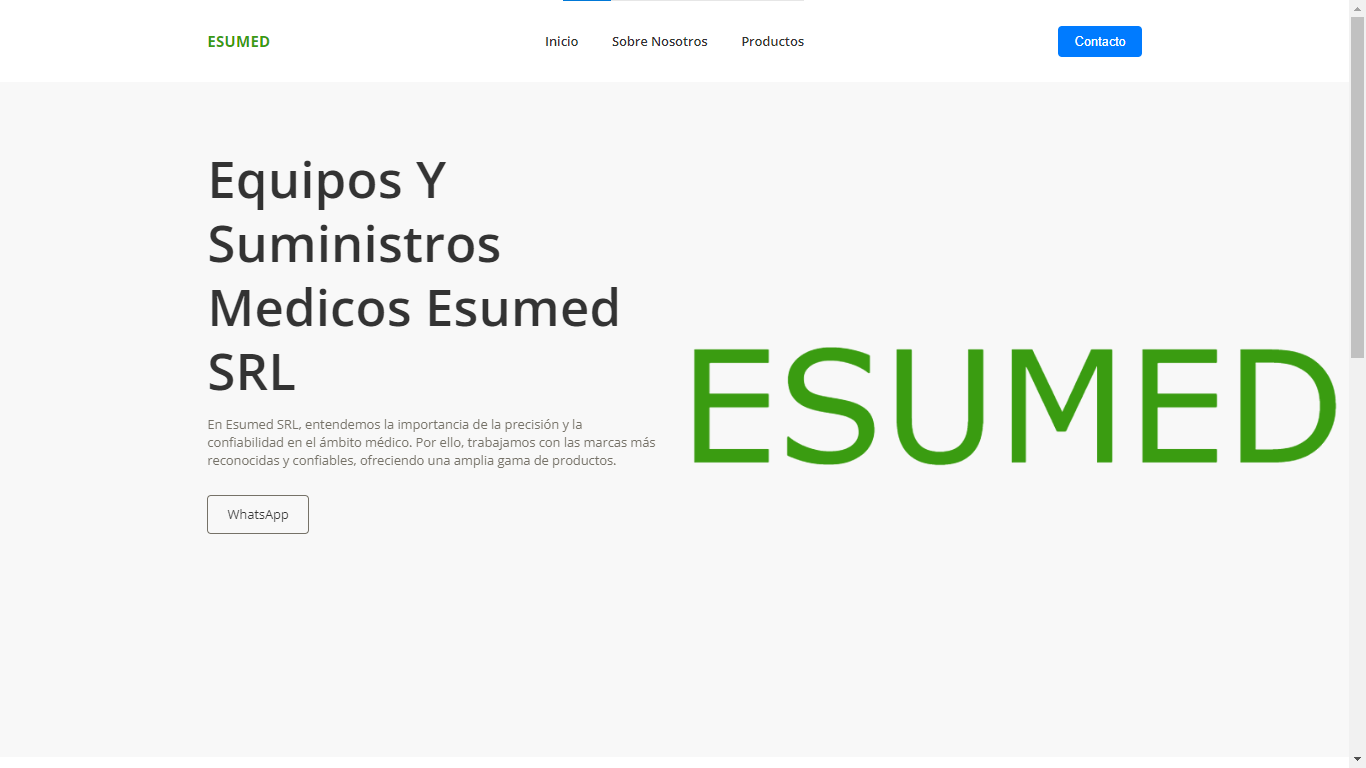 ESUMED
Inicio
Sobre Nosotros
Productos
Contacto
Equipos Y
Suministros
Medicos Esumed
SRL
En Esumed SRL, entendemos la importancia de la precisión y la
confiabilidad en el ámbito médico. Por ello, trabajamos con las marcas más
reconocidas y confiables, ofreciendo una amplia gama de productos.
WhatsApp
ESUMED